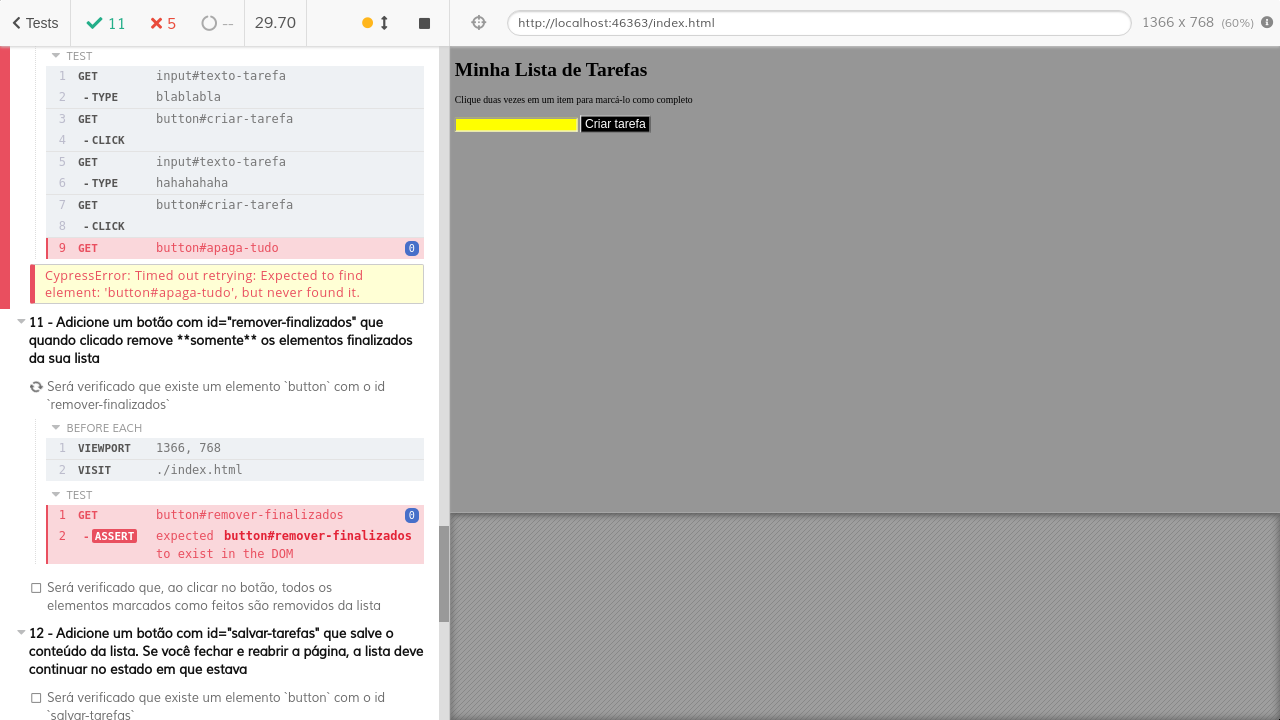 Tests
11
5
--
29.70
http://localhost:46363/index.html
1366 x 768 (60%)
TEST
1 GET input#texto-tarefa
2 - TYPE blablabla
3 GET button#criar-tarefa
4 - CLICK
5 GET input#texto-tarefa
6 - TYPE hahahahaha
7 GET button#criar-tarefa
8 - CLICK
9 GET button#apaga-tudo 0
CypressError: Timed out retrying: Expected to find
element: 'button#apaga-tudo', but never found it.
11 - Adicione um botão com id="remover-finalizados" que
quando clicado remove **somente** os elementos finalizados
da sua lista
Será verificado que existe um elemento `button` com o id
`remover-finalizados`
BEFORE EACH
1 VIEWPORT 1366, 768
2 VISIT ./index.html
TEST
1 GET button#remover-finalizados 0
2 - ASSERT expected button#remover-finalizados
to exist in the DOM
Será verificado que, ao clicar no botão, todos os
elementos marcados como feitos são removidos da lista
12 - Adicione um botão com id="salvar-tarefas" que salve o
conteúdo da lista. Se você fechar e reabrir a página, a lista deve
continuar no estado em que estava
Será verificado que existe um elemento `button` com o id
`salvar-tarefas`
Minha Lista de Tarefas
Clique duas vezes em um item para marcá-lo como completo
Criar tarefa